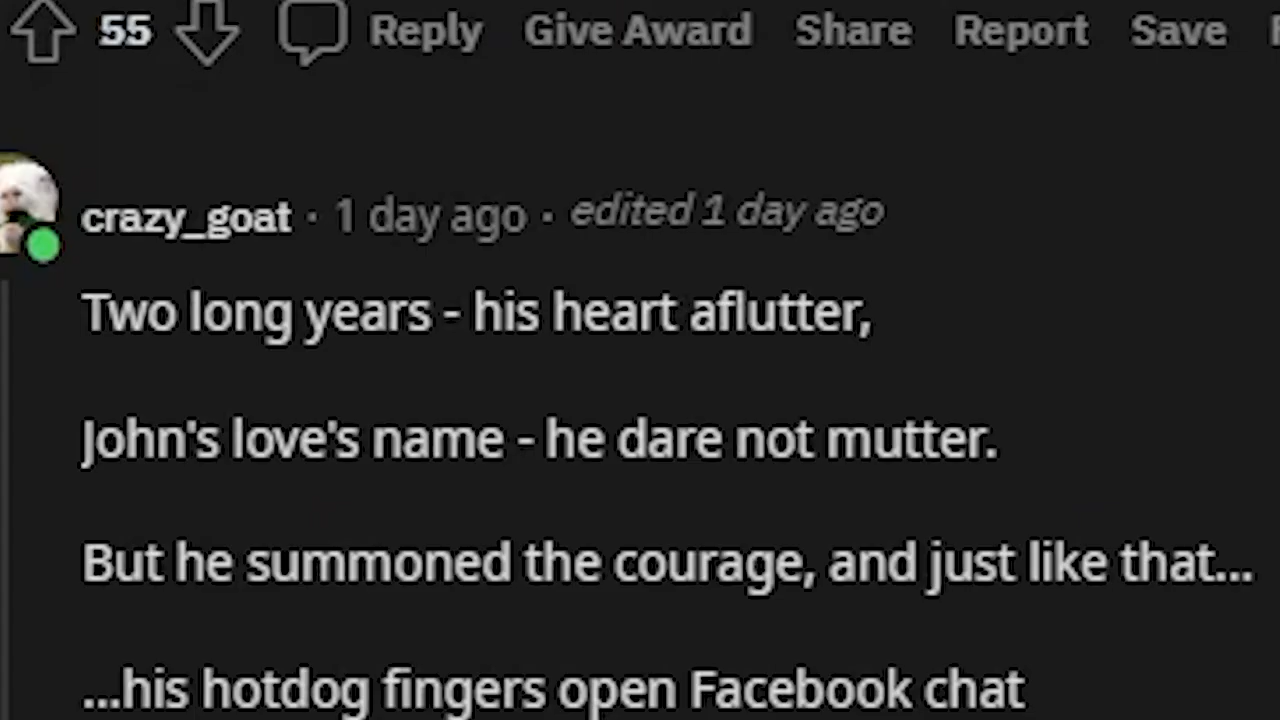 55 Reply Give Award Share Report Save
crazy_goat · 1 day ago · edited 1 day ago
Two long years - his heart aflutter,
John's love's name - he dare not mutter.
But he summoned the courage, and just like that...
...his hotdog fingers open Facebook chat